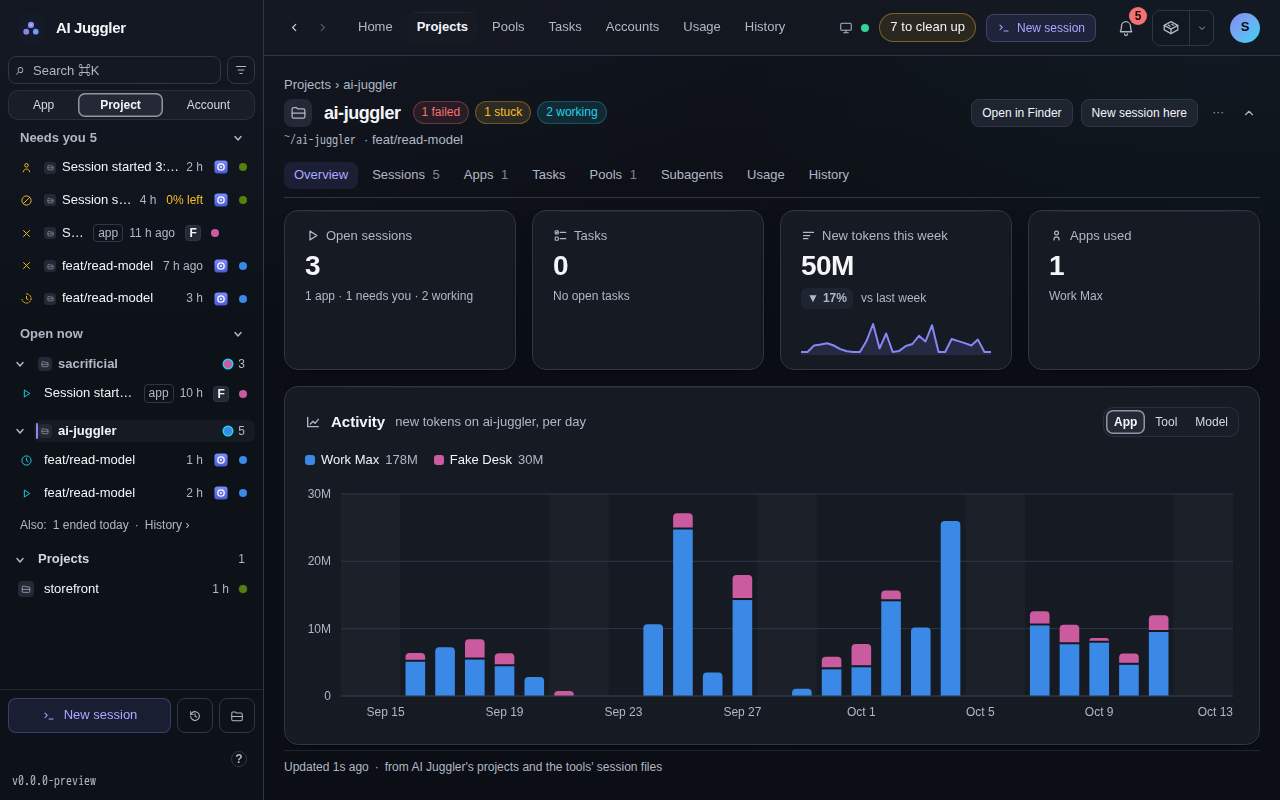 AI Juggler
Search ⌘K
App Project Account
Needs you 5
Session started 3:… 2 h
Session s… 4 h 0% left
S… app 11 h ago F
feat/read-model 7 h ago
feat/read-model 3 h
Open now
sacrificial 3
Session start… app 10 h F
ai-juggler 5
feat/read-model 1 h
feat/read-model 2 h
Also: 1 ended today · History ›
Projects 1
storefront 1 h
New session
?
v0.0.0-preview
Home Projects Pools Tasks Accounts Usage History
7 to clean up
New session
5
S
Projects › ai-juggler
ai-juggler 1 failed 1 stuck 2 working
Open in Finder New session here ···
~/ai-juggler · feat/read-model
Overview Sessions 5 Apps 1 Tasks Pools 1 Subagents Usage History
Open sessions
3
1 app · 1 needs you · 2 working
Tasks
0
No open tasks
New tokens this week
50M
▼ 17% vs last week
Apps used
1
Work Max
Activity new tokens on ai-juggler, per day
App Tool Model
Work Max 178M Fake Desk 30M
30M
20M
10M
0
Sep 15 Sep 19 Sep 23 Sep 27 Oct 1 Oct 5 Oct 9 Oct 13
Updated 1s ago · from AI Juggler's projects and the tools' session files